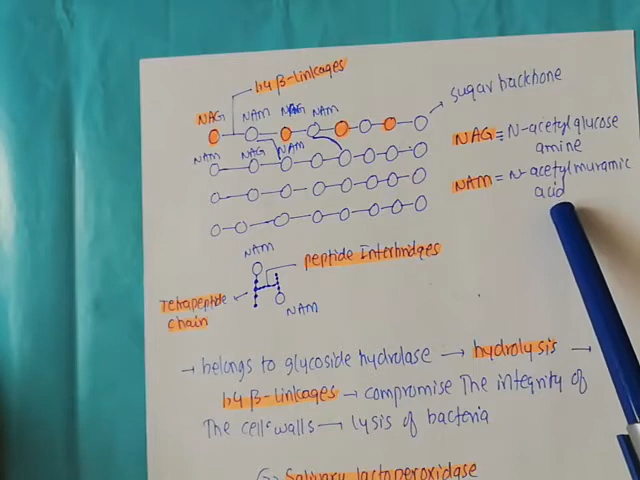 1,4 β-linkages
sugar backbone
NAG NAM NAG NAM
NAM NAG NAM
NAG = N-acetyl glucose
amine
NAM = N-acetyl muramic
acid
NAM
peptide Interbridges
Tetrapeptide
chain
NAM
→ belongs to glycoside hydrolase → hydrolysis →
1,4 β-linkages → compromise The integrity of
The cell walls → lysis of bacteria
6- Salivary lactoperoxidase